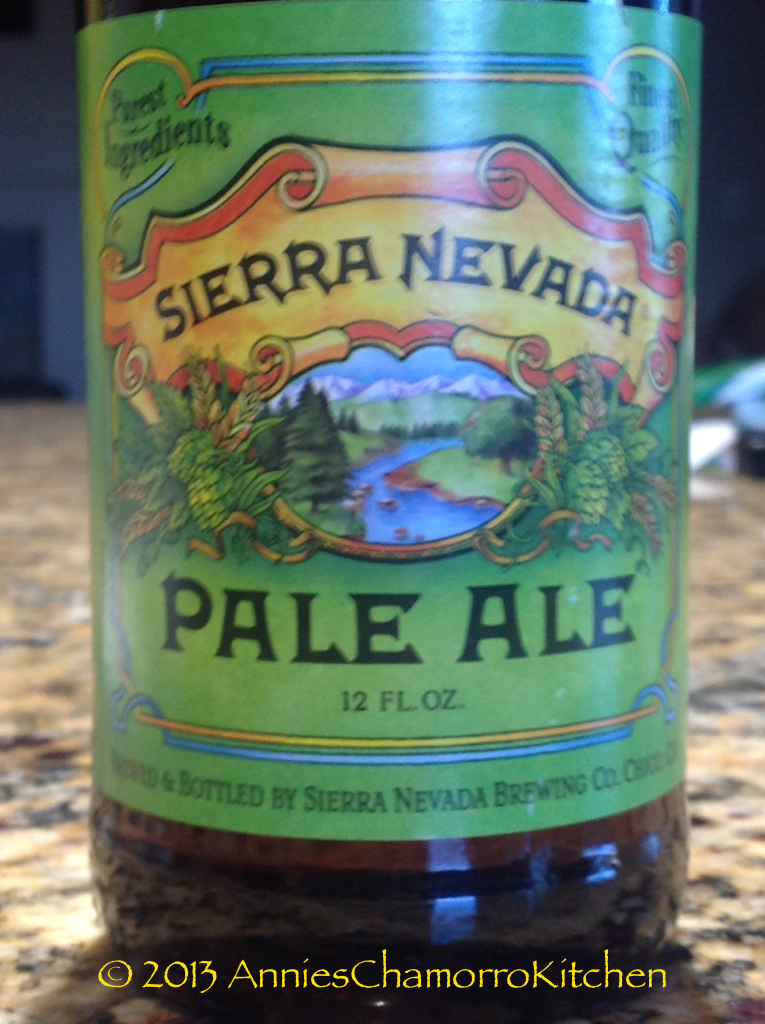 Purest
Ingredients
Finest
Quality
SIERRA NEVADA
PALE ALE
12 FL. OZ.
BREWED & BOTTLED BY SIERRA NEVADA BREWING CO. CHICO, CA
© 2013 AnniesChamorroKitchen